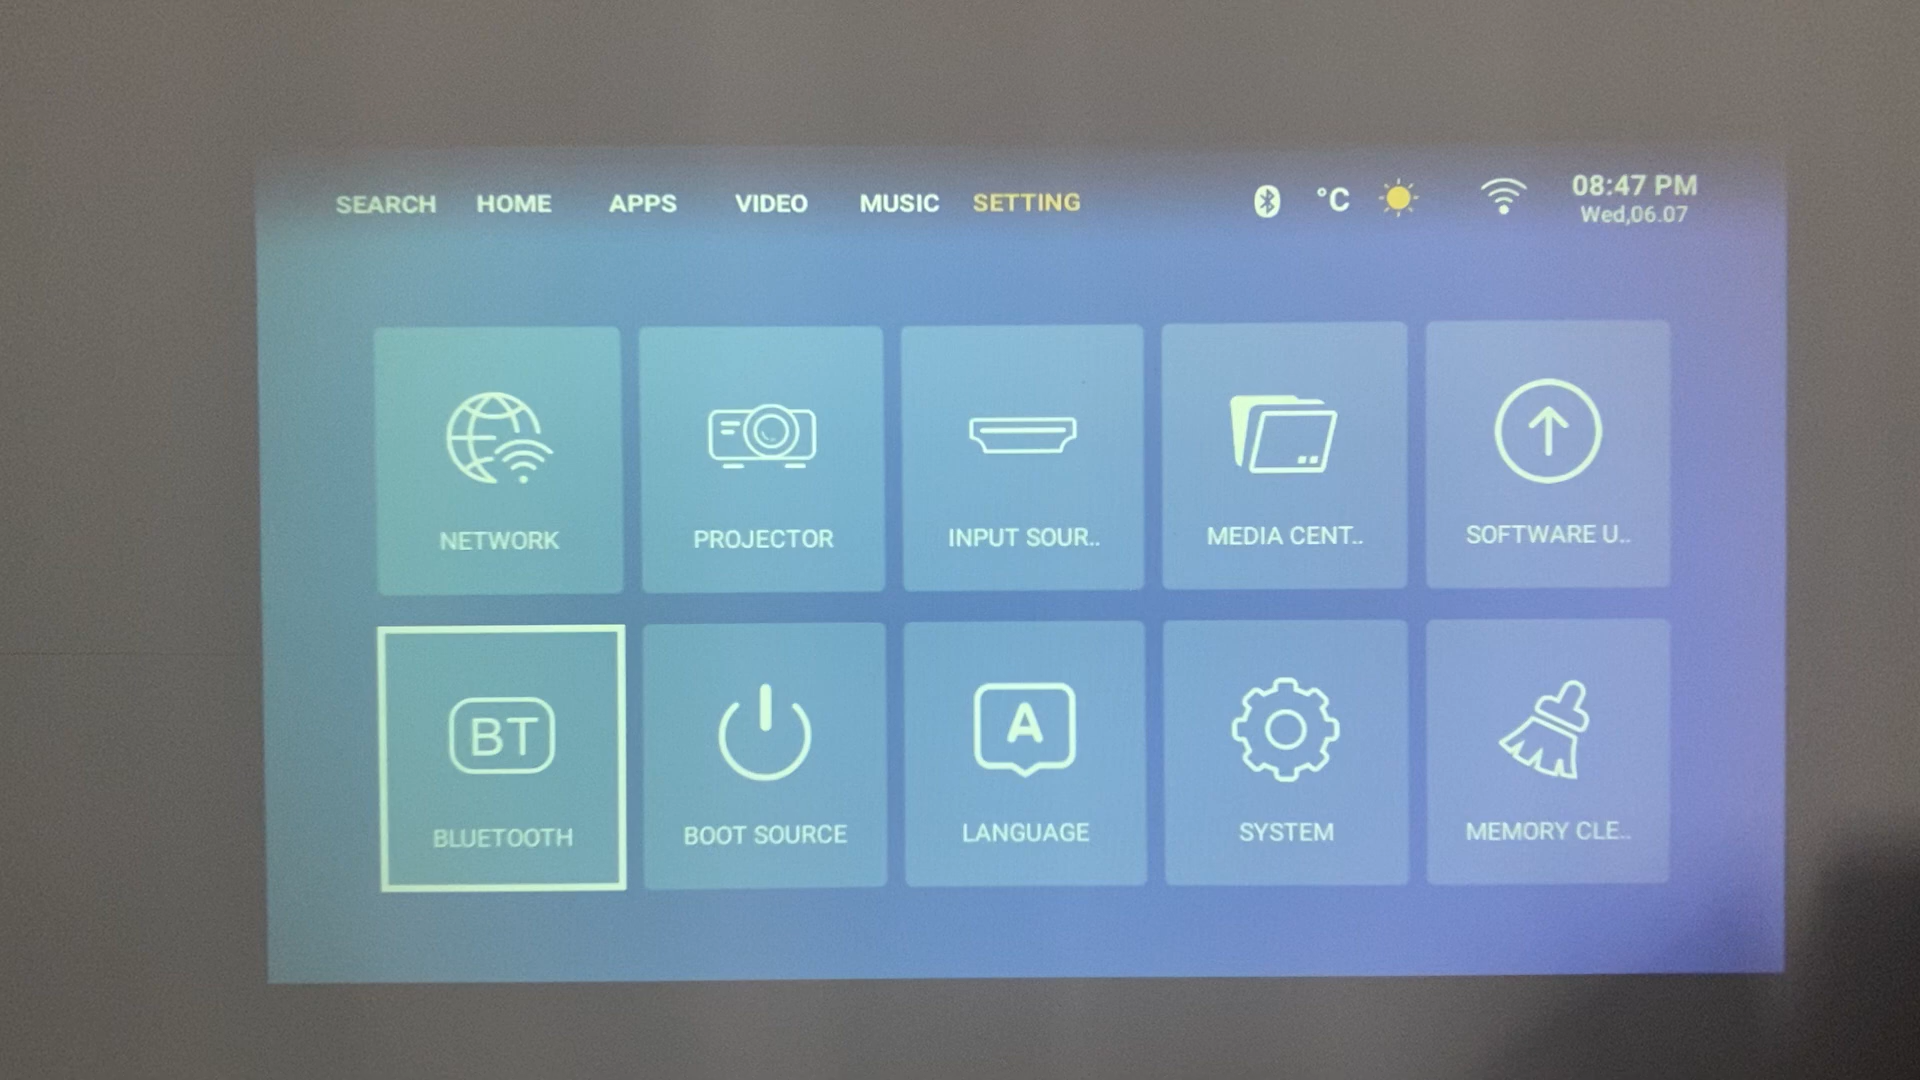 SEARCH HOME APPS VIDEO MUSIC SETTING °C 08:47 PM
Wed,06.07
NETWORK PROJECTOR INPUT SOUR.. MEDIA CENT.. SOFTWARE U..
BT A
BLUETOOTH BOOT SOURCE LANGUAGE SYSTEM MEMORY CLE..